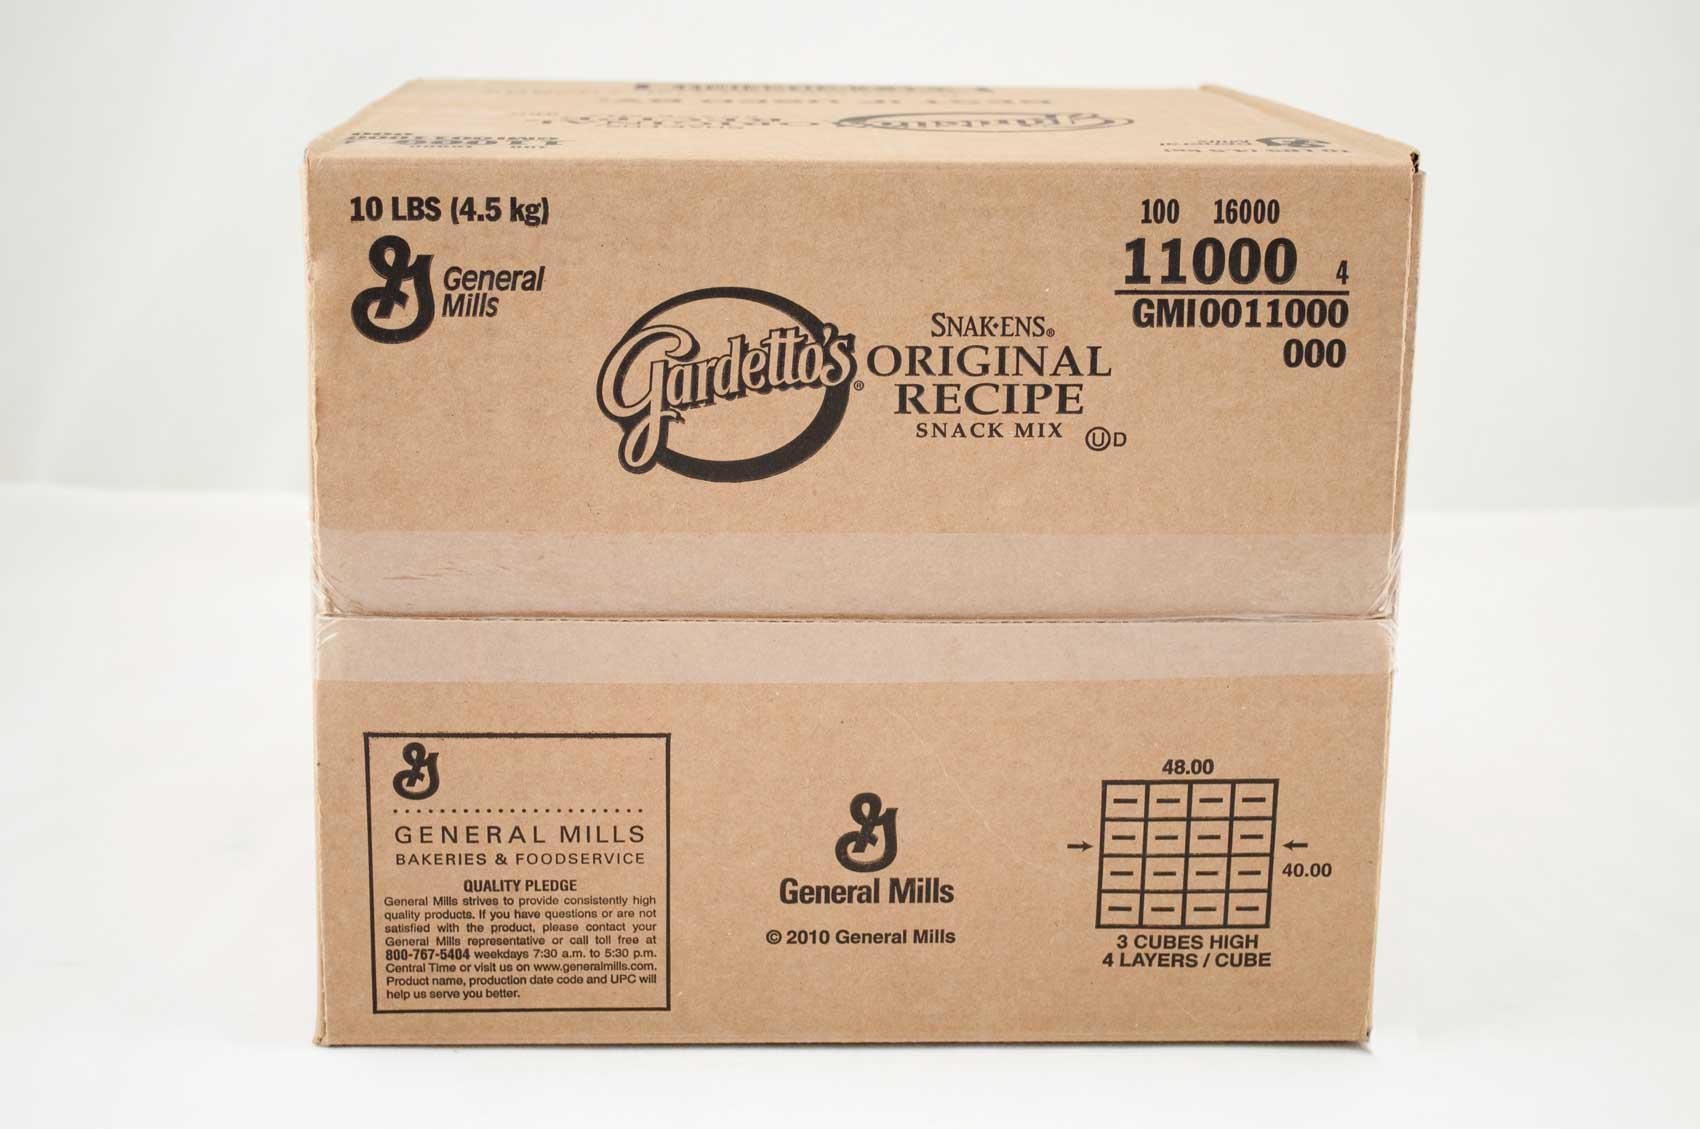 BEST IF USED BY:
10 LBS (4.5 kg)
General
Mills
Gardetto's®
SNAK•ENS®
ORIGINAL
RECIPE
SNACK MIX
Ⓤ D
100 16000
11000 4
GMI0011000
000
GENERAL MILLS
BAKERIES & FOODSERVICE
QUALITY PLEDGE
General Mills strives to provide consistently high
quality products. If you have questions or are not
satisfied with the product, please contact your
General Mills representative or call toll free at
800-767-5404 weekdays 7:30 a.m. to 5:30 p.m.
Central Time or visit us on www.generalmills.com.
Product name, production date code and UPC will
help us serve you better.
General Mills
© 2010 General Mills
48.00
40.00
3 CUBES HIGH
4 LAYERS / CUBE